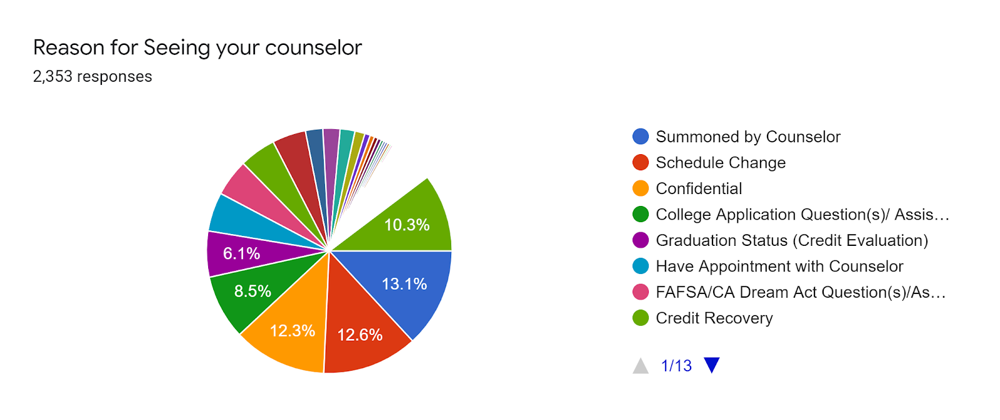 Reason for Seeing your counselor
2,353 responses
10.3%
13.1%
12.6%
12.3%
8.5%
6.1%
Summoned by Counselor
Schedule Change
Confidential
College Application Question(s)/ Assis…
Graduation Status (Credit Evaluation)
Have Appointment with Counselor
FAFSA/CA Dream Act Question(s)/As…
Credit Recovery
1/13